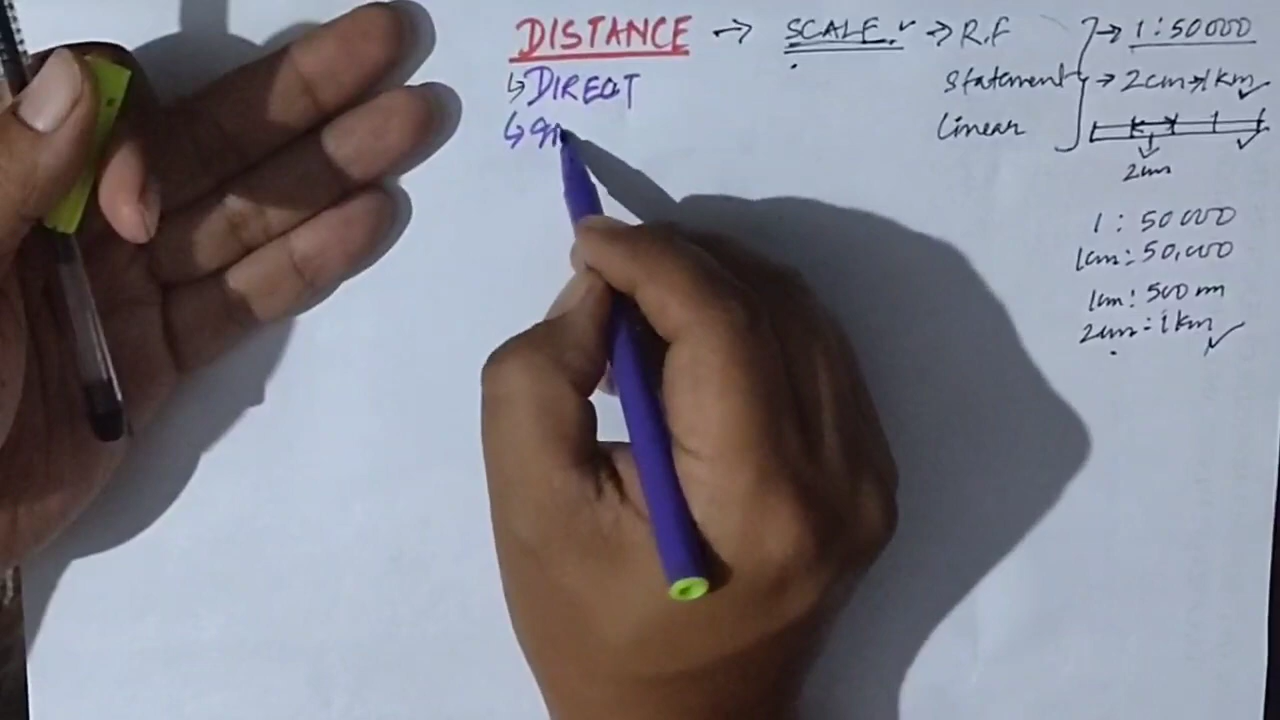 DISTANCE → SCALE. ✓ → R.F → 1 : 50000
↳ DIRECT
Statement → 2cm → 1km ✓
↳ In
Linear
2cm
1 : 50000
1cm : 50,000
1cm : 500 m
2cm = 1km ✓